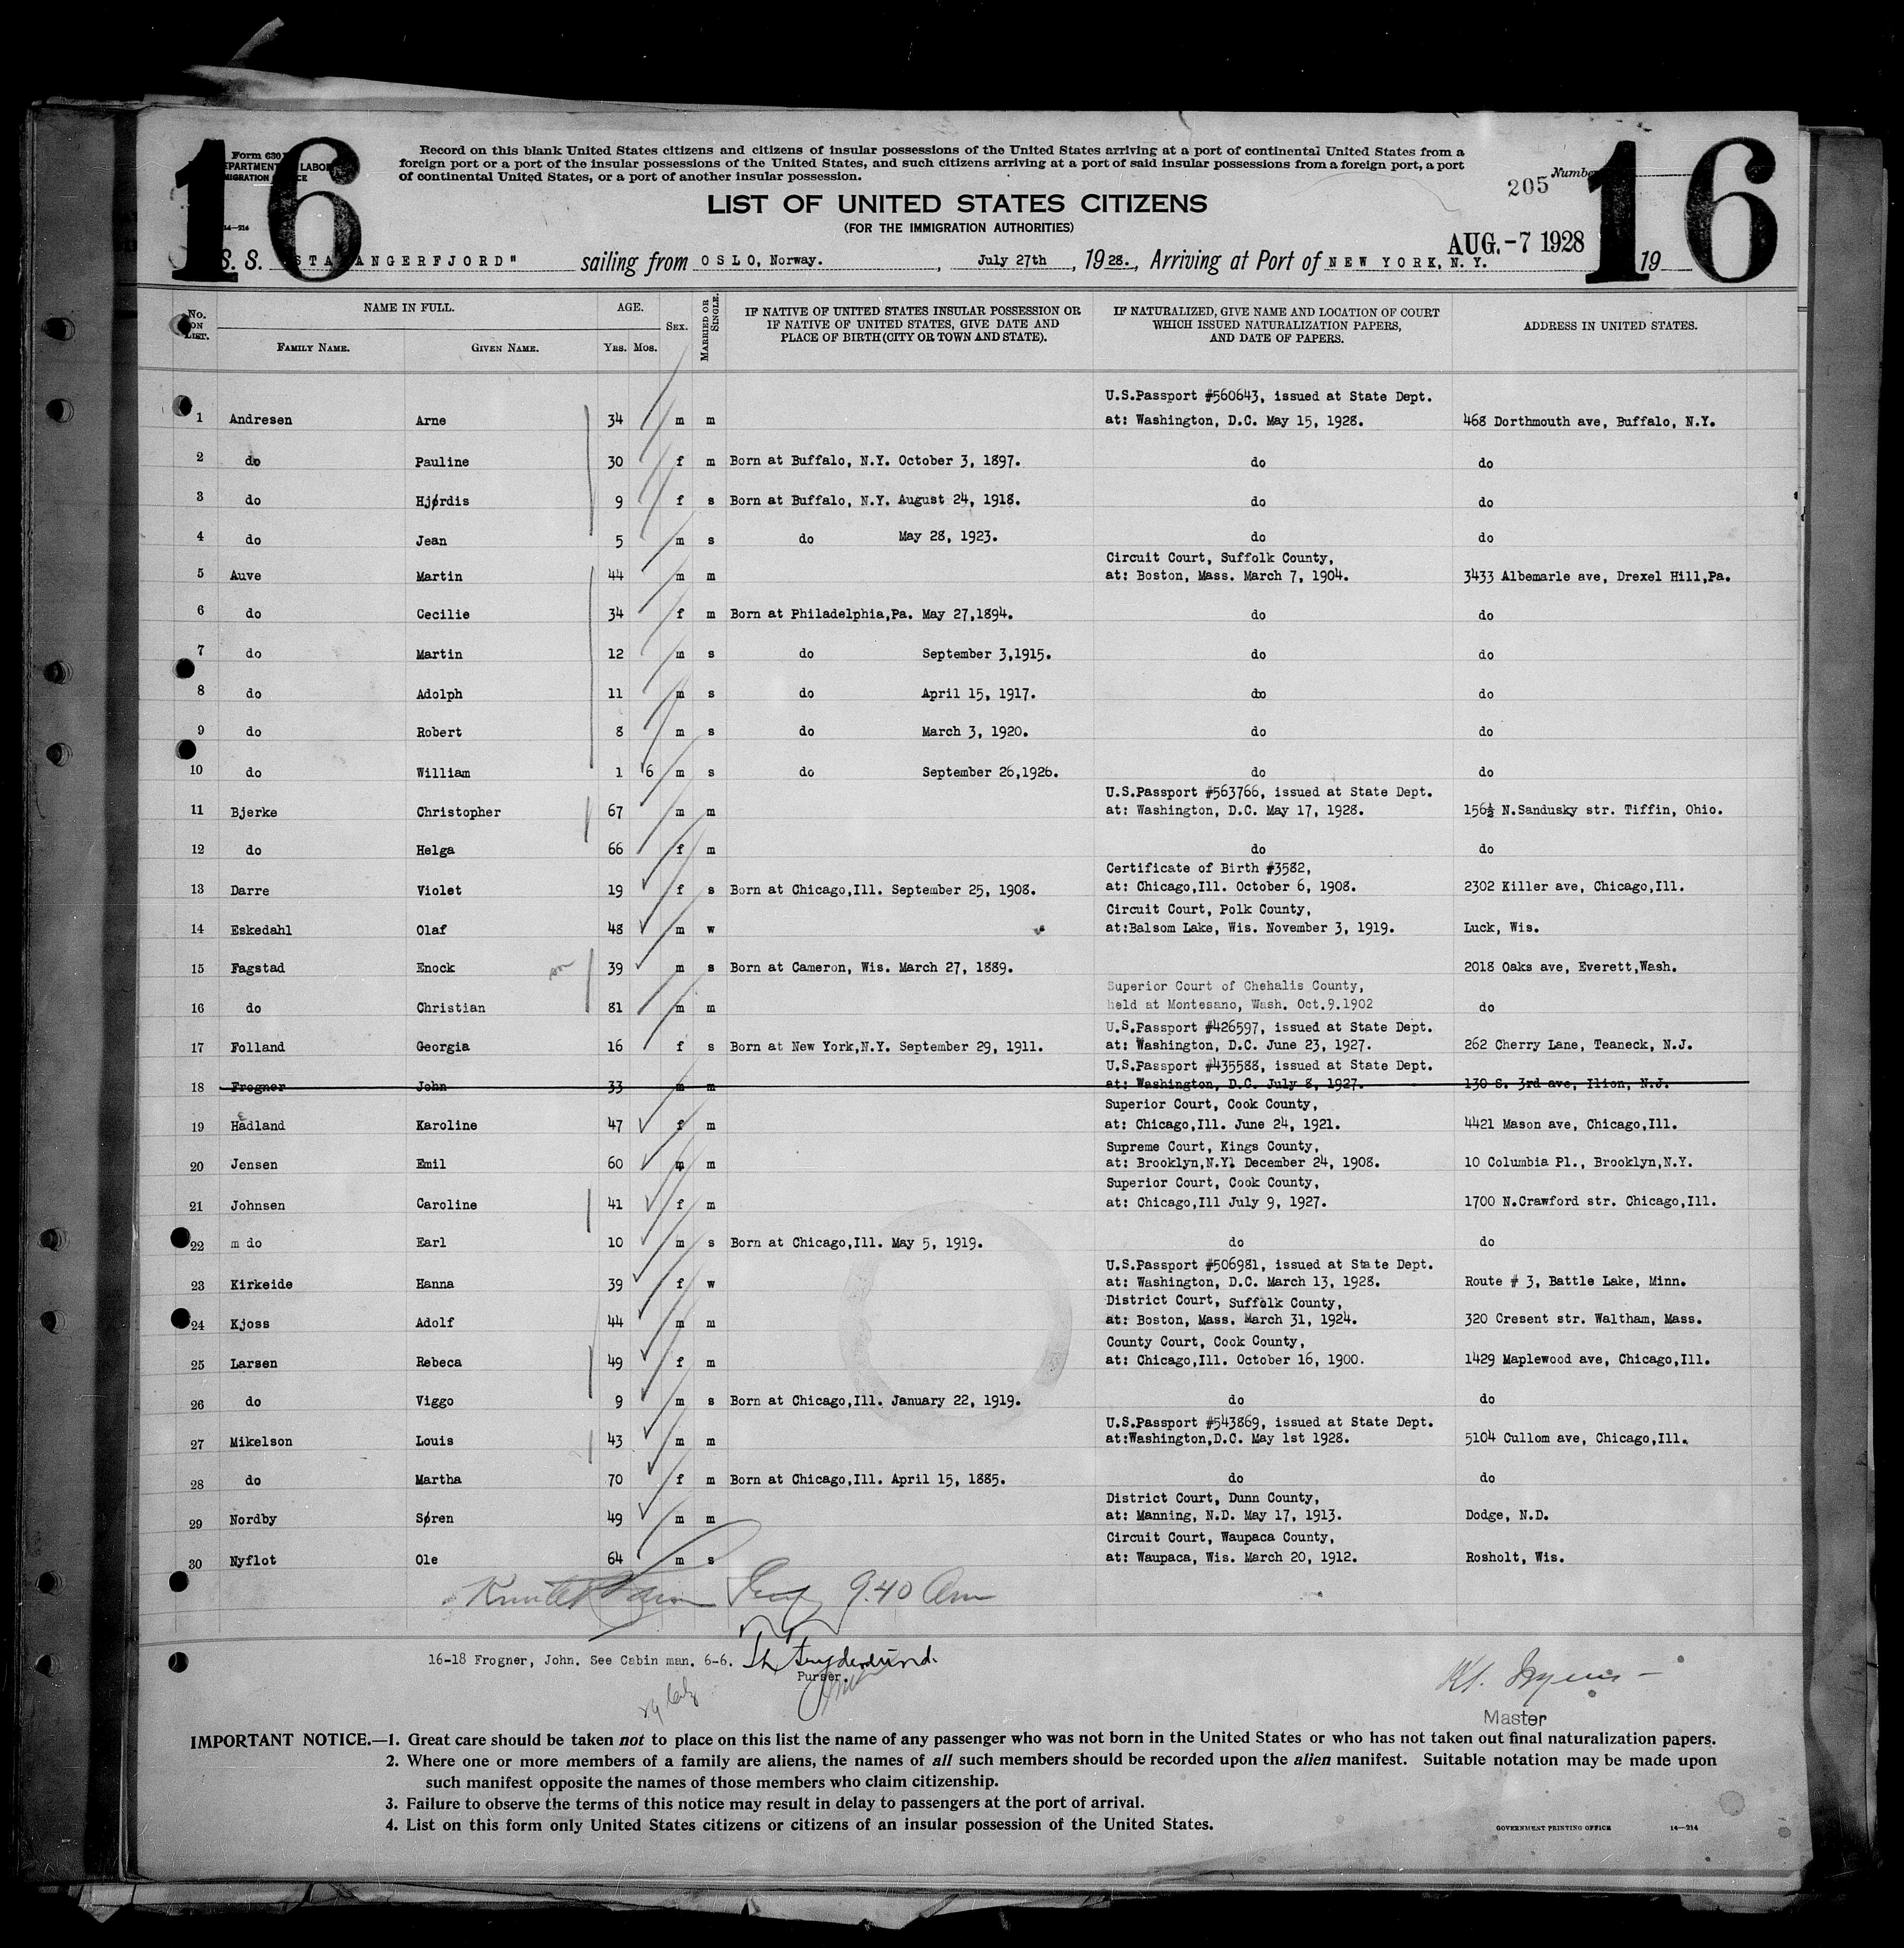 16
16
Form 630
DEPARTMENT OF LABOR
IMMIGRATION SERVICE
14—214
Record on this blank United States citizens and citizens of insular possessions of the United States arriving at a port of continental United States from a
foreign port or a port of the insular possessions of the United States, and such citizens arriving at a port of said insular possessions from a foreign port, a port
of continental United States, or a port of another insular possession.
205 Number
LIST OF UNITED STATES CITIZENS
(FOR THE IMMIGRATION AUTHORITIES)
AUG.-7 1928
S. S. "STAVANGERFJORD" sailing from OSLO, Norway. , July 27th , 1928., Arriving at Port of NEW YORK, N.Y. 19
No. ON LIST. NAME IN FULL. FAMILY NAME. GIVEN NAME. AGE. YRS. MOS. SEX. MARRIED OR SINGLE. IF NATIVE OF UNITED STATES INSULAR POSSESSION OR IF NATIVE OF UNITED STATES, GIVE DATE AND PLACE OF BIRTH (CITY OR TOWN AND STATE). IF NATURALIZED, GIVE NAME AND LOCATION OF COURT WHICH ISSUED NATURALIZATION PAPERS, AND DATE OF PAPERS. ADDRESS IN UNITED STATES.
U.S.Passport #560643, issued at State Dept.
1 Andresen Arne 34 m m at: Washington, D.C. May 15, 1928. 468 Dorthmouth ave, Buffalo, N.Y.
2 do Pauline 30 f m Born at Buffalo, N.Y. October 3, 1897. do do
3 do Hjørdis 9 f s Born at Buffalo, N.Y. August 24, 1918. do do
4 do Jean 5 m s do May 28, 1923. do do
Circuit Court, Suffolk County,
5 Auve Martin 44 m m at: Boston, Mass. March 7, 1904. 3433 Albemarle ave, Drexel Hill,Pa.
6 do Cecilie 34 f m Born at Philadelphia,Pa. May 27,1894. do do
7 do Martin 12 m s do September 3,1915. do do
8 do Adolph 11 m s do April 15, 1917. do do
9 do Robert 8 m s do March 3, 1920. do do
10 do William 1 6 m s do September 26,1926. do do
U.S.Passport #563766, issued at State Dept.
11 Bjerke Christopher 67 m m at: Washington, D.C. May 17, 1928. 156½ N.Sandusky str. Tiffin, Ohio.
12 do Helga 66 f m do do
Certificate of Birth #3582,
13 Darre Violet 19 f s Born at Chicago,Ill. September 25, 1908. at: Chicago,Ill. October 6, 1908. 2302 Killer ave, Chicago,Ill.
Circuit Court, Polk County,
14 Eskedahl Olaf 48 m w at:Balsom Lake, Wis. November 3, 1919. Luck, Wis.
15 Fagstad Enock 39 m s Born at Cameron, Wis. March 27, 1889. 2018 Oaks ave, Everett,Wash.
Superior Court of Chehalis County,
16 do Christian 81 m m held at Montesano, Wash. Oct.9.1902 do
U.S.Passport #426597, issued at State Dept.
17 Folland Georgia 16 f s Born at New York,N.Y. September 29, 1911. at: Washington, D.C. June 23, 1927. 262 Cherry Lane, Teaneck, N.J.
U.S.Passport #435588, issued at State Dept.
18 Frogner John 33 m m at: Washington, D.C. July 8, 1927. 130 S. 3rd ave, Ilion, N.J.
Superior Court, Cook County,
19 Hadland Karoline 47 f m at: Chicago,Ill. June 24, 1921. 4421 Mason ave, Chicago,Ill.
Supreme Court, Kings County,
20 Jensen Emil 60 m m at: Brooklyn,N.Y. December 24, 1908. 10 Columbia Pl., Brooklyn,N.Y.
Superior Court, Cook County,
21 Johnsen Caroline 41 f m at: Chicago,Ill July 9, 1927. 1700 N.Crawford str. Chicago,Ill.
22 m do Earl 10 m s Born at Chicago,Ill. May 5, 1919. do do
U.S.Passport #506981, issued at State Dept.
23 Kirkeide Hanna 39 f w at: Washington, D.C. March 13, 1928. Route # 3, Battle Lake, Minn.
District Court, Suffolk County,
24 Kjoss Adolf 44 m m at: Boston, Mass. March 31, 1924. 320 Cresent str. Waltham, Mass.
County Court, Cook County,
25 Larsen Rebeca 49 f m at: Chicago,Ill. October 16, 1900. 1429 Maplewood ave, Chicago,Ill.
26 do Viggo 9 m s Born at Chicago,Ill. January 22, 1919. do do
U.S.Passport #543869, issued at State Dept.
27 Mikelson Louis 43 m m at:Washington,D.C. May 1st 1928. 5104 Cullom ave, Chicago,Ill.
28 do Martha 70 f m Born at Chicago,Ill. April 15, 1885. do do
District Court, Dunn County,
29 Nordby Søren 49 m m at: Manning, N.D. May 17, 1913. Dodge, N.D.
Circuit Court, Waupaca County,
30 Nyflot Ole 64 m s at: Waupaca, Wis. March 20, 1912. Rosholt, Wis.
9.40 Am
16-18 Frogner, John. See Cabin man. 6-6.
Purser.
Master
IMPORTANT NOTICE.—1. Great care should be taken not to place on this list the name of any passenger who was not born in the United States or who has not taken out final naturalization papers.
2. Where one or more members of a family are aliens, the names of all such members should be recorded upon the alien manifest. Suitable notation may be made upon
such manifest opposite the names of those members who claim citizenship.
3. Failure to observe the terms of this notice may result in delay to passengers at the port of arrival.
4. List on this form only United States citizens or citizens of an insular possession of the United States.
GOVERNMENT PRINTING OFFICE 14—214